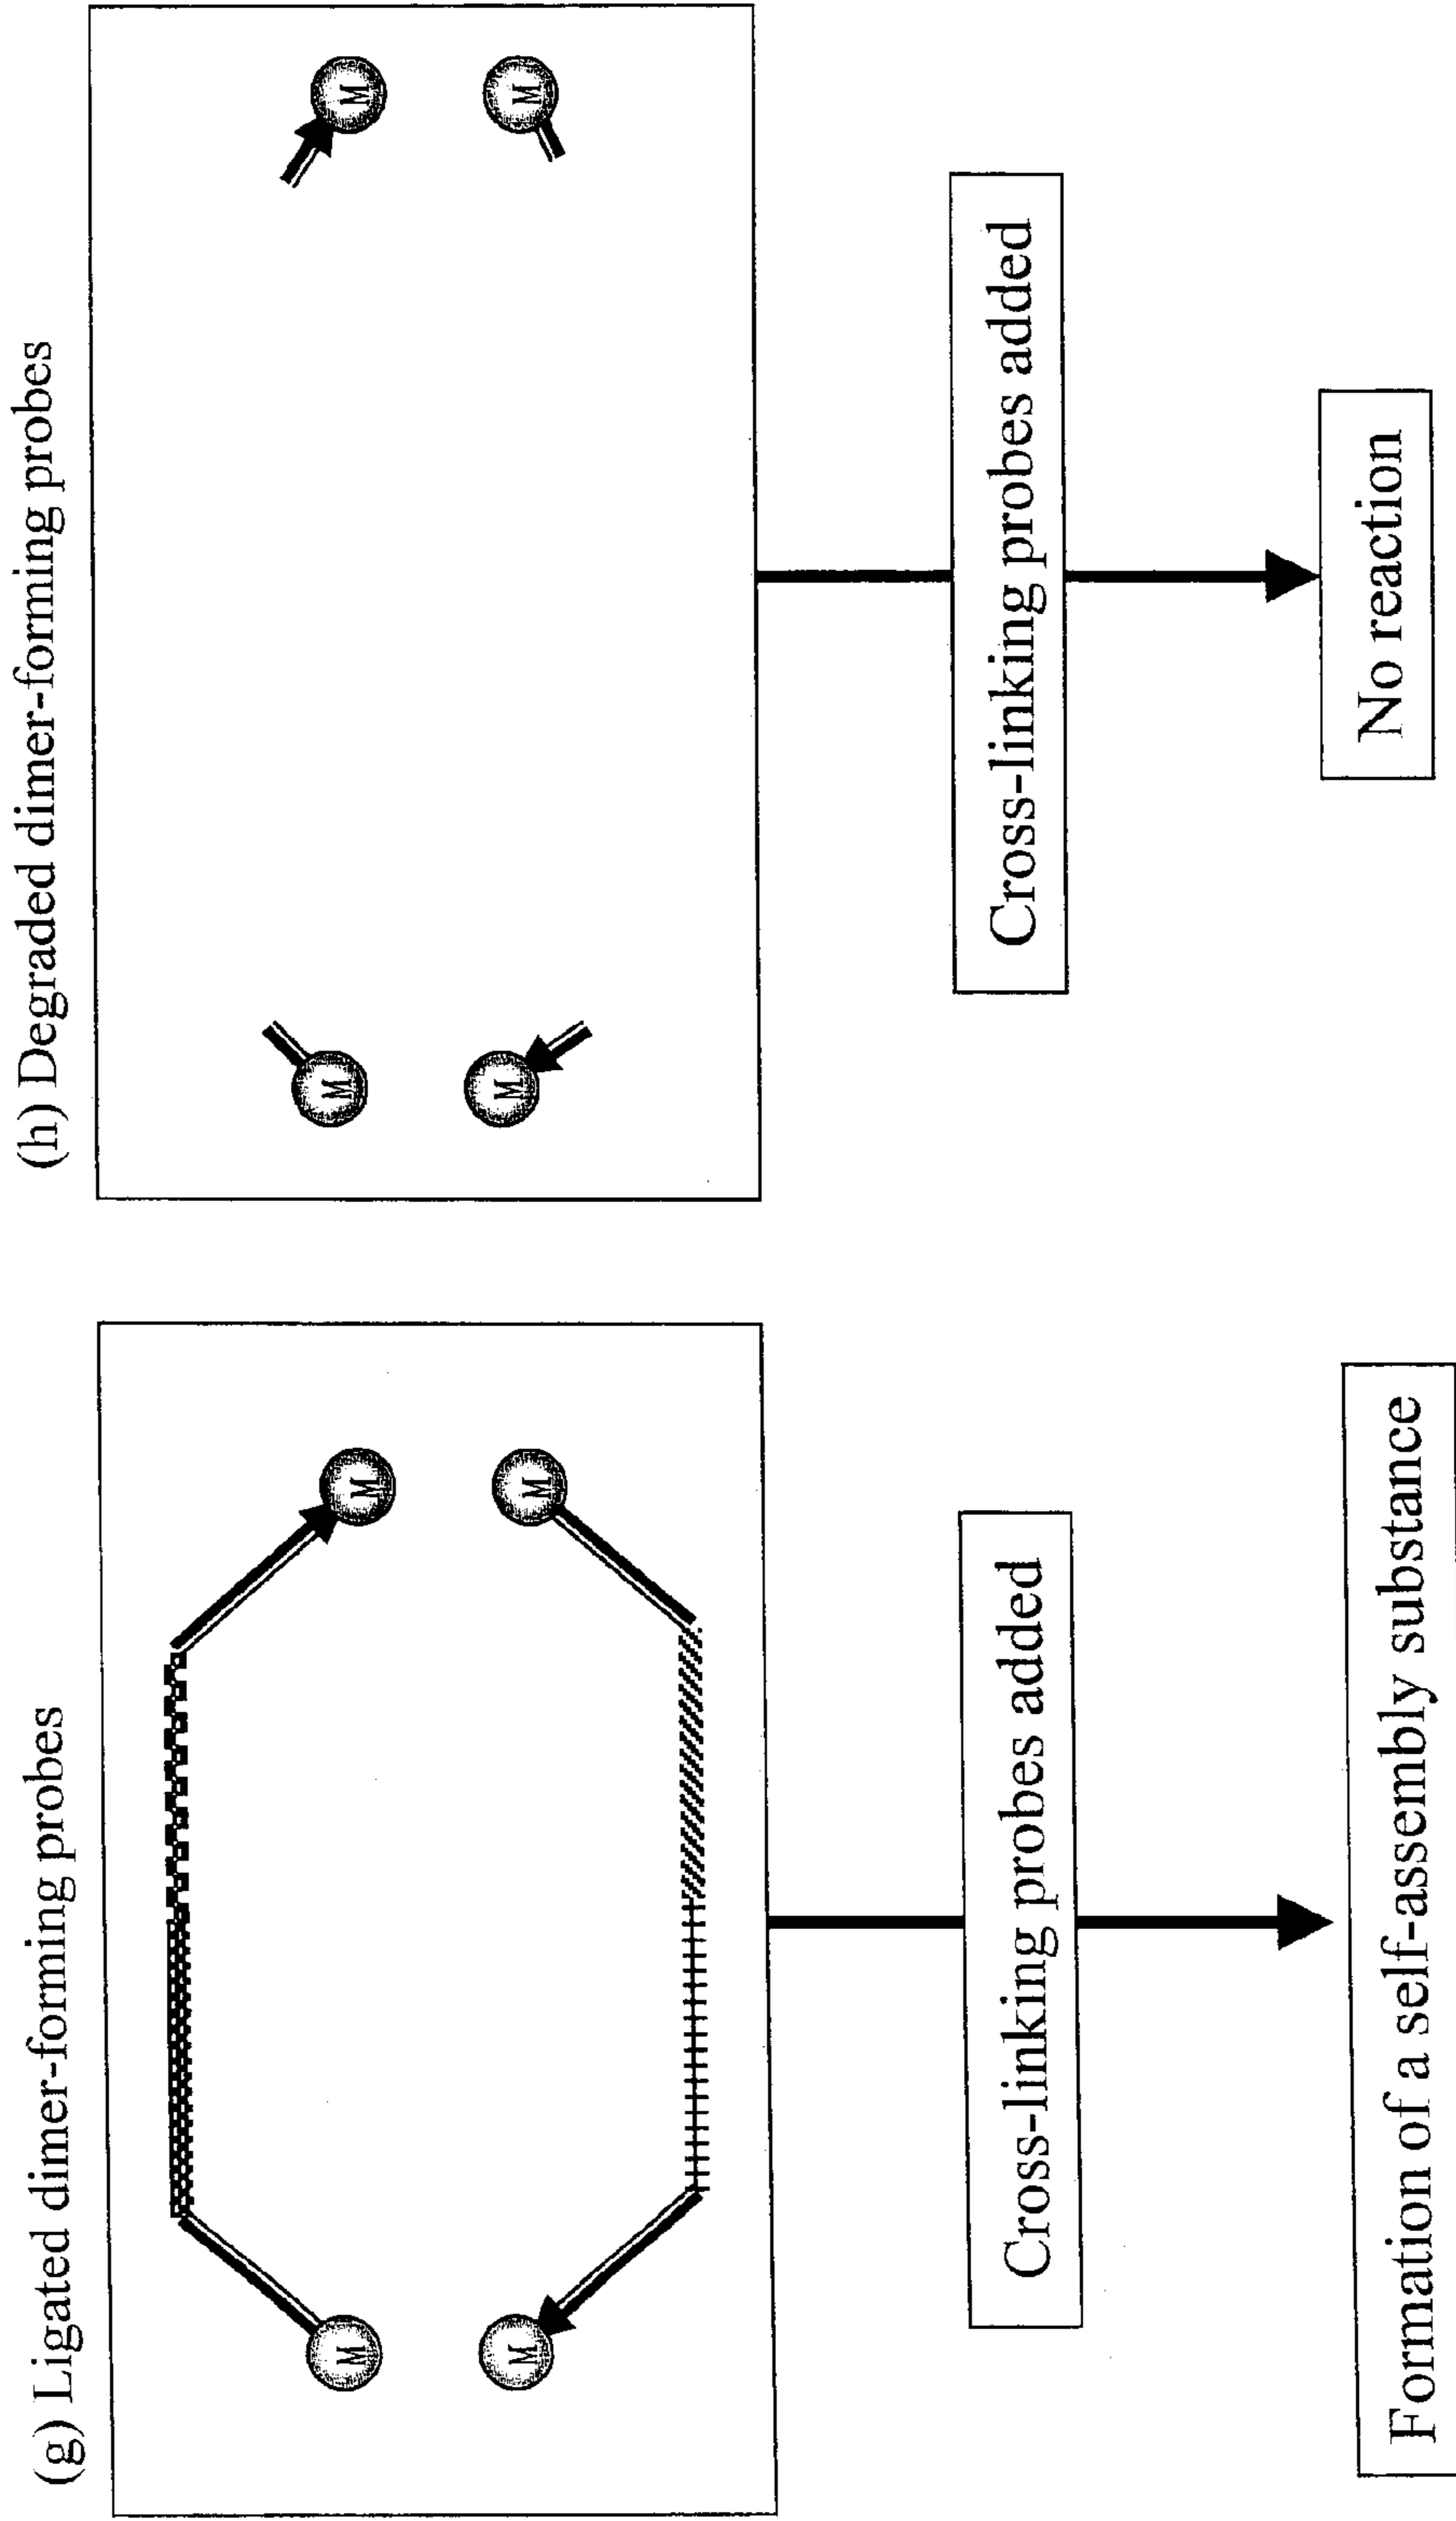 (g) Ligated dimer-forming probes
M
M
M
M
Cross-linking probes added
Formation of a self-assembly substance
(h) Degraded dimer-forming probes
M
M
M
M
Cross-linking probes added
No reaction